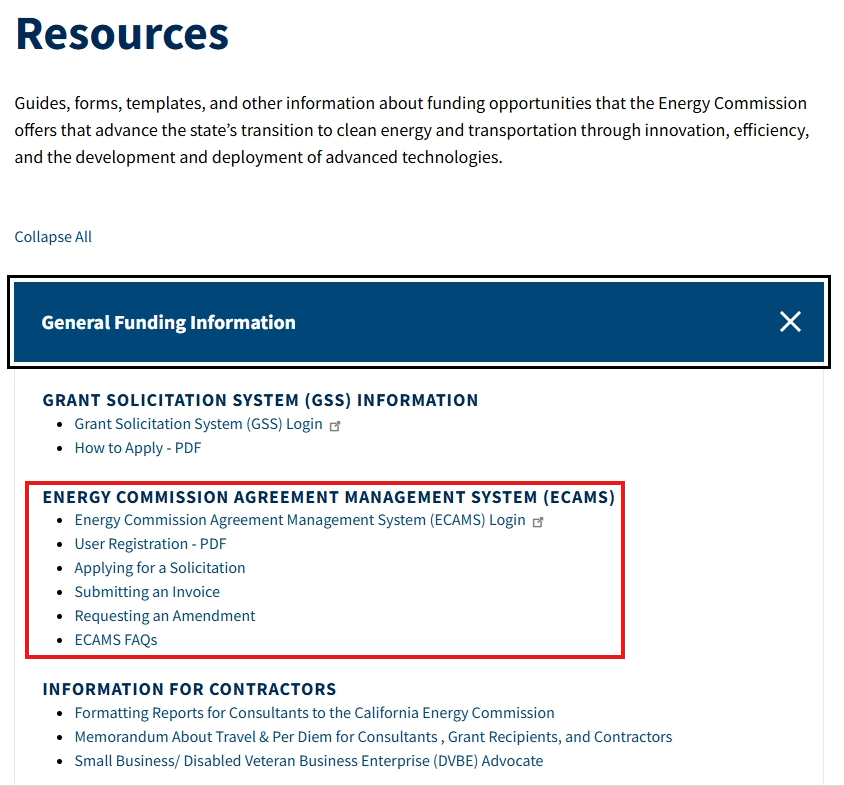 Resources
Guides, forms, templates, and other information about funding opportunities that the Energy Commission
offers that advance the state’s transition to clean energy and transportation through innovation, efficiency,
and the development and deployment of advanced technologies.
Collapse All
General Funding Information
GRANT SOLICITATION SYSTEM (GSS) INFORMATION
Grant Solicitation System (GSS) Login
How to Apply - PDF
ENERGY COMMISSION AGREEMENT MANAGEMENT SYSTEM (ECAMS)
Energy Commission Agreement Management System (ECAMS) Login
User Registration - PDF
Applying for a Solicitation
Submitting an Invoice
Requesting an Amendment
ECAMS FAQs
INFORMATION FOR CONTRACTORS
Formatting Reports for Consultants to the California Energy Commission
Memorandum About Travel & Per Diem for Consultants , Grant Recipients, and Contractors
Small Business/ Disabled Veteran Business Enterprise (DVBE) Advocate